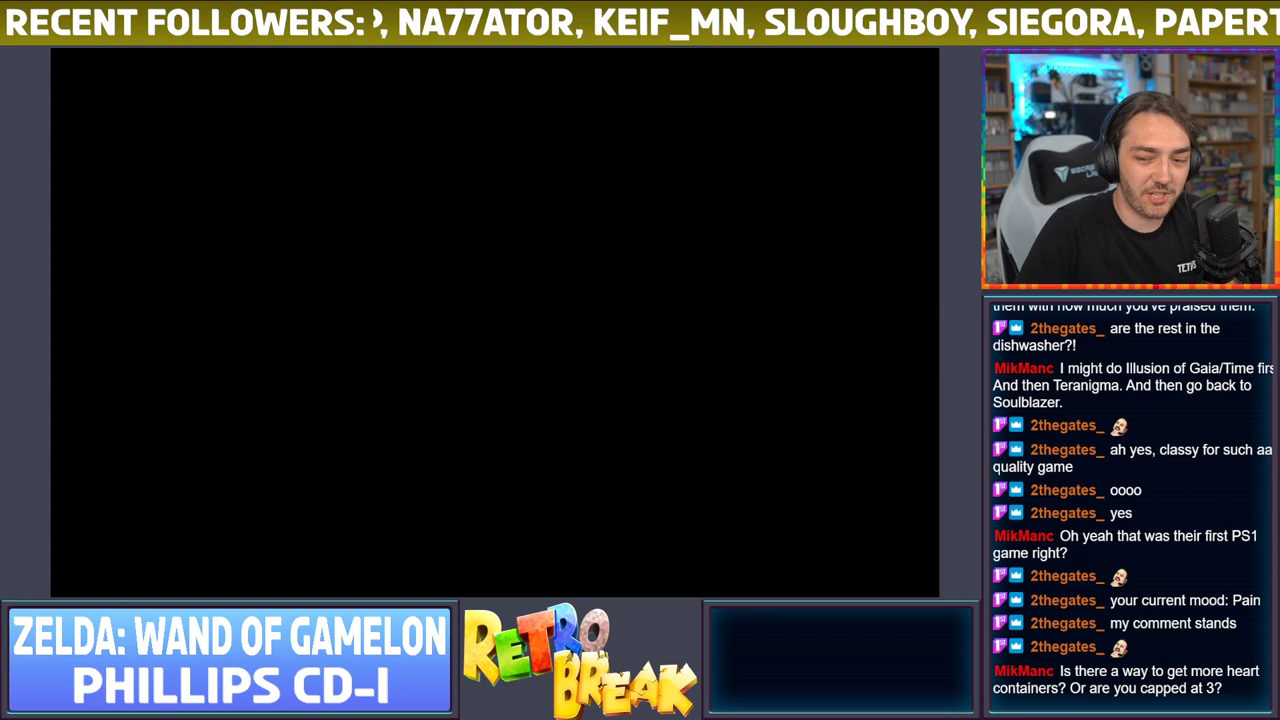 RECENT FOLLOWERS: ?, NA77ATOR, KEIF_MN, SLOUGHBOY, SIEGORA, PAPERT
SECRET LAB
TETRIS
them with how much you've praised them.
2thegates_ are the rest in the
dishwasher?!
MikManc I might do Illusion of Gaia/Time firs
And then Teranigma. And then go back to
Soulblazer.
2thegates_
2thegates_ ah yes, classy for such aa
quality game
2thegates_ oooo
2thegates_ yes
MikManc Oh yeah that was their first PS1
game right?
2thegates_
2thegates_ your current mood: Pain
2thegates_ my comment stands
2thegates_
MikManc Is there a way to get more heart
containers? Or are you capped at 3?
ZELDA: WAND OF GAMELON
PHILLIPS CD-I
RETRO
BREAK